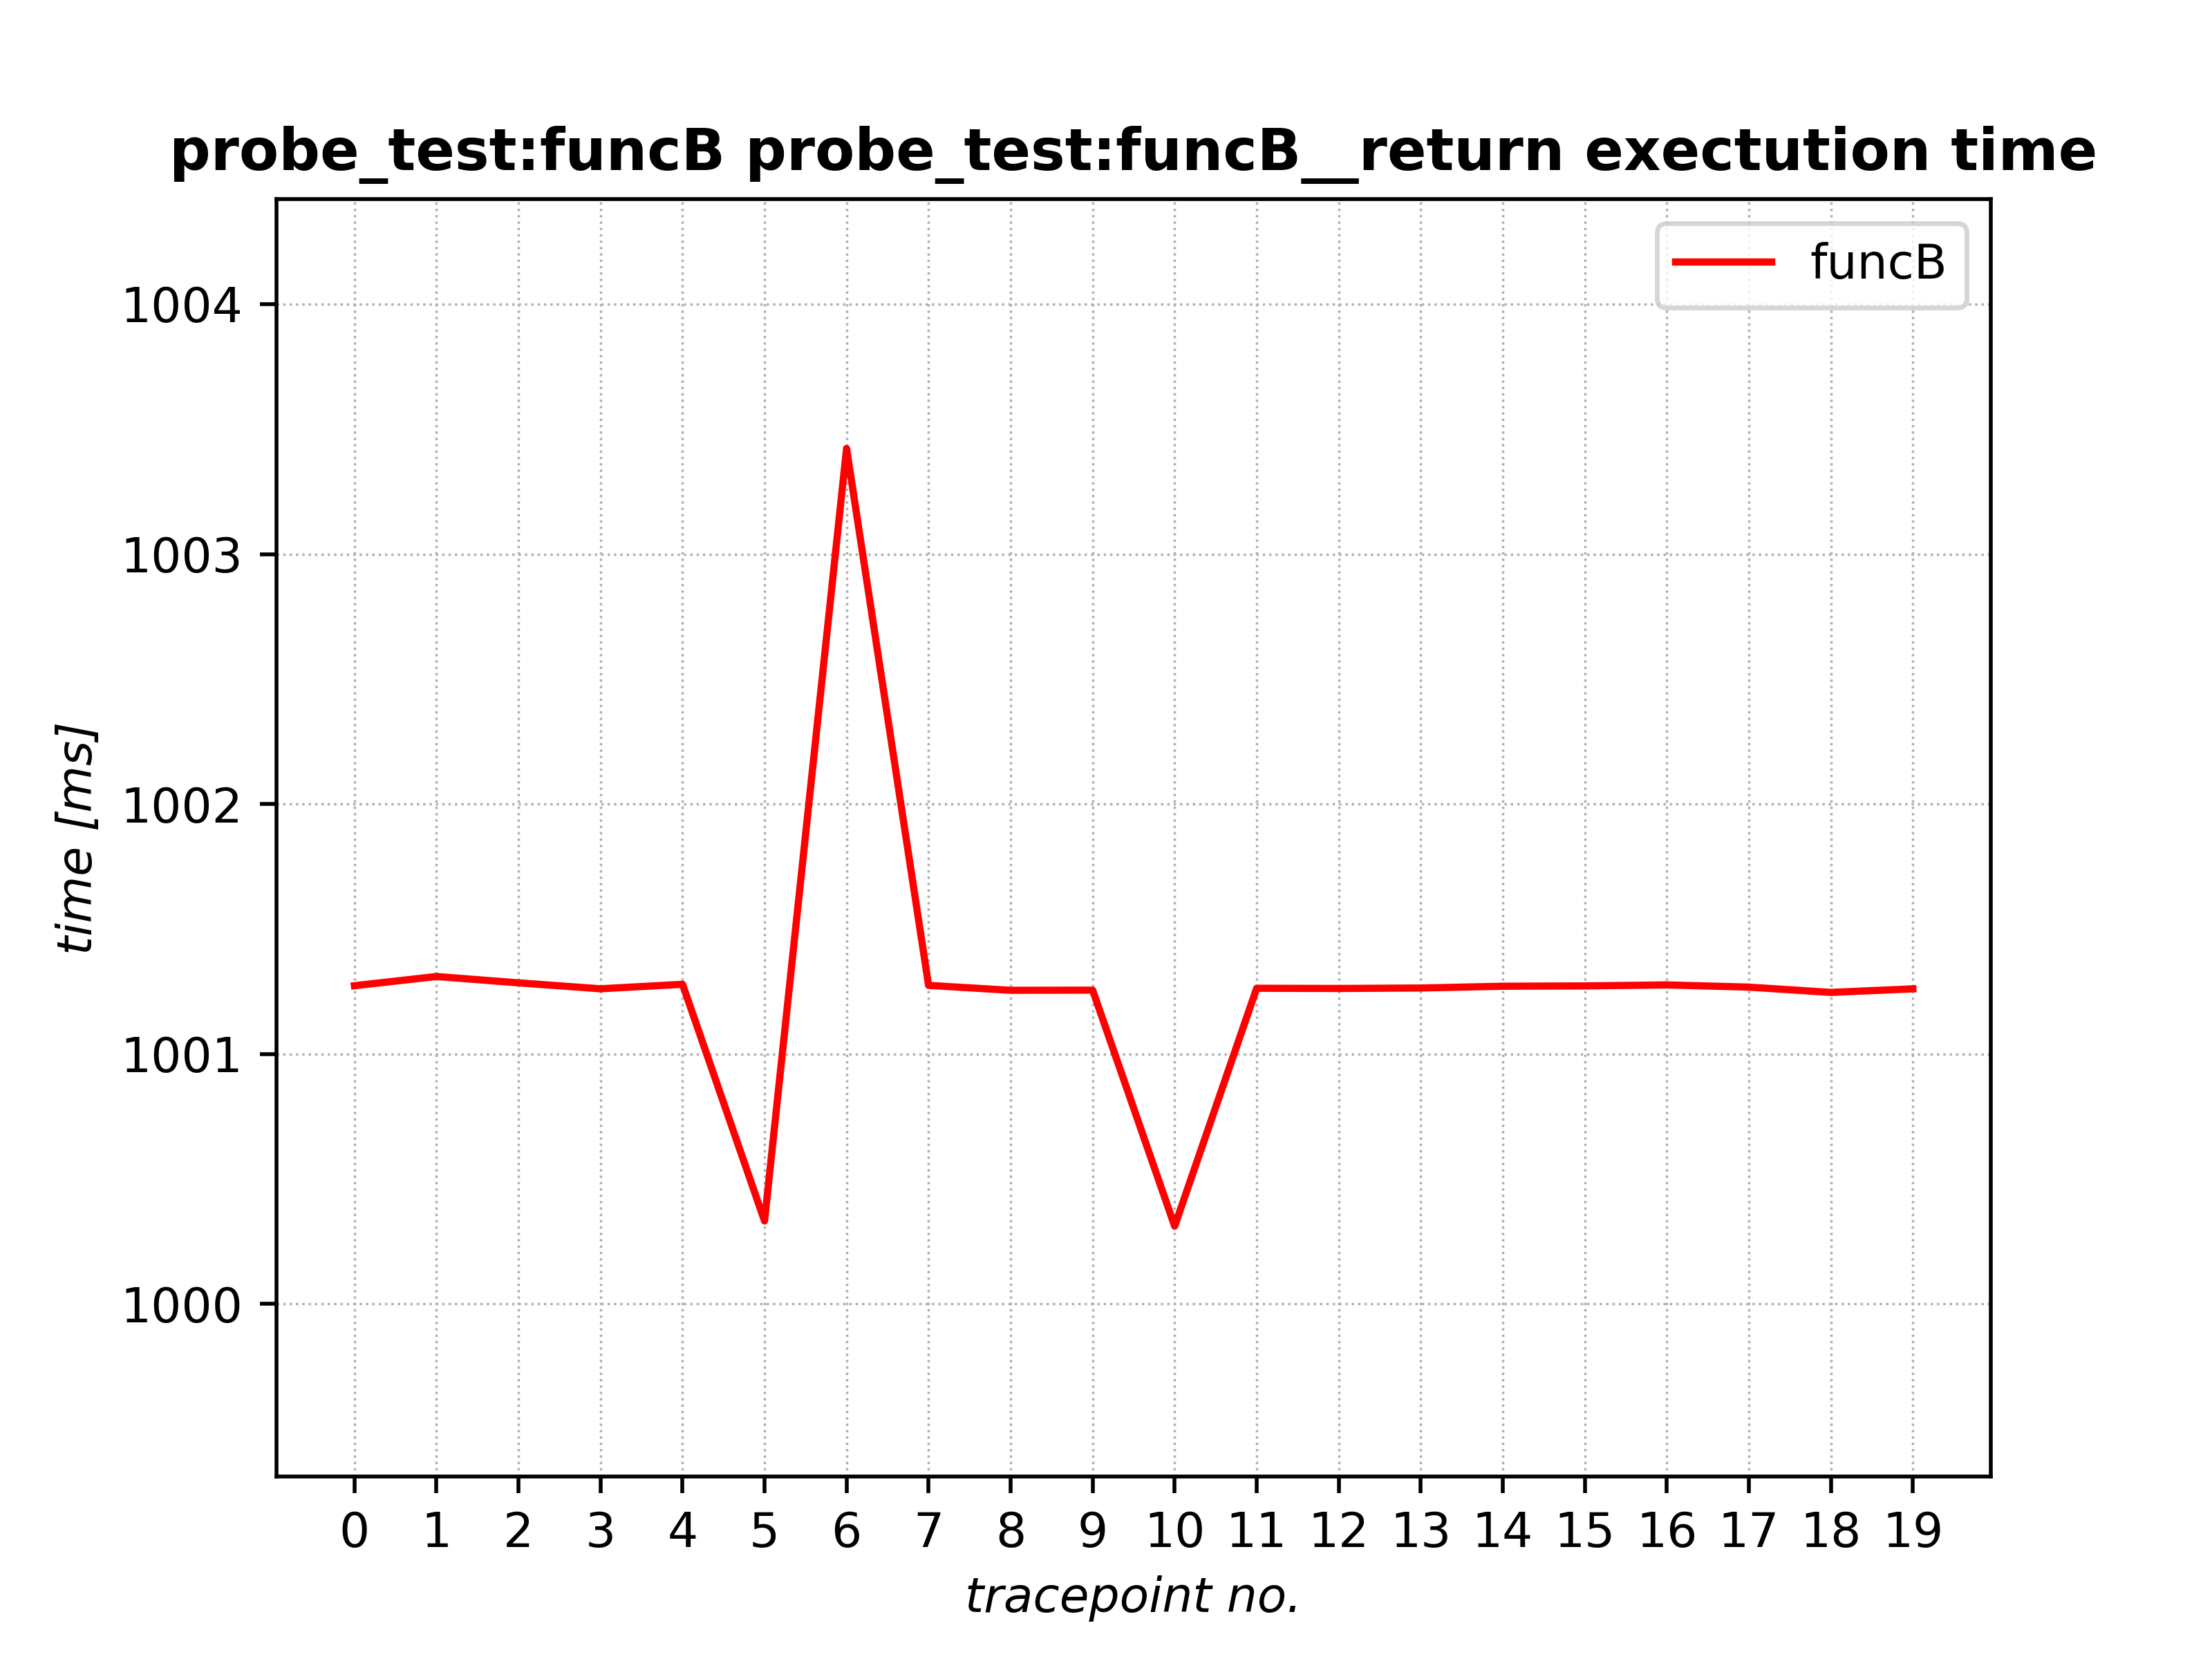 probe_test:funcB probe_test:funcB__return exectution time
funcB
1004
1003
1002
1001
1000
time [ms]
0 1 2 3 4 5 6 7 8 9 10 11 12 13 14 15 16 17 18 19
tracepoint no.